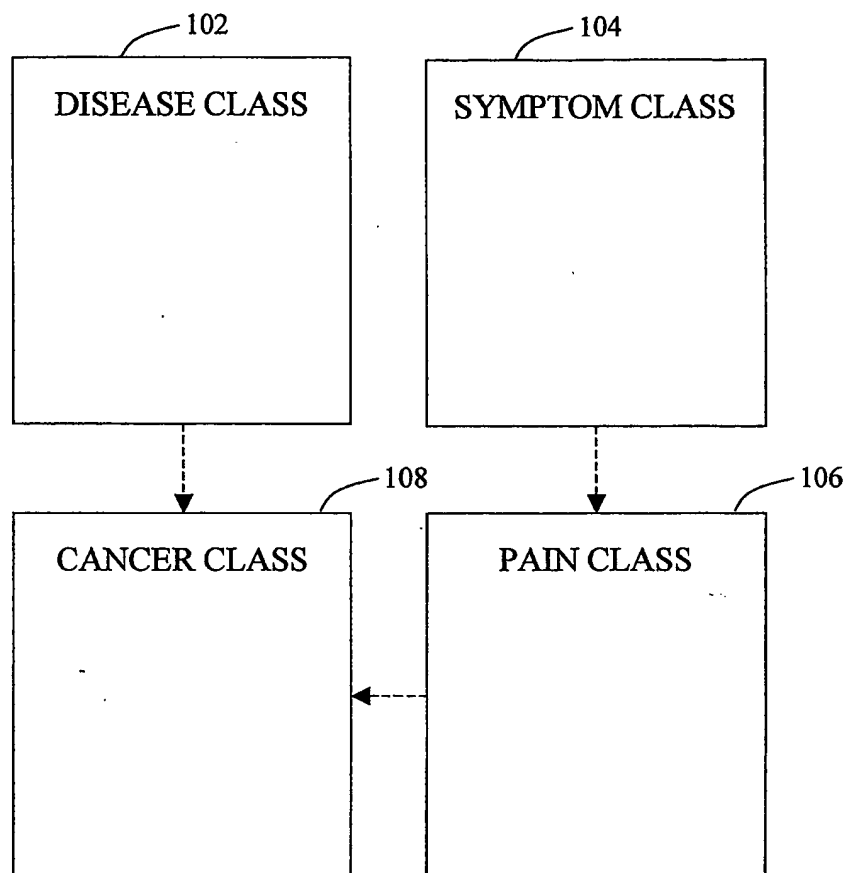 102
104
DISEASE CLASS
SYMPTOM CLASS
108
106
CANCER CLASS
PAIN CLASS